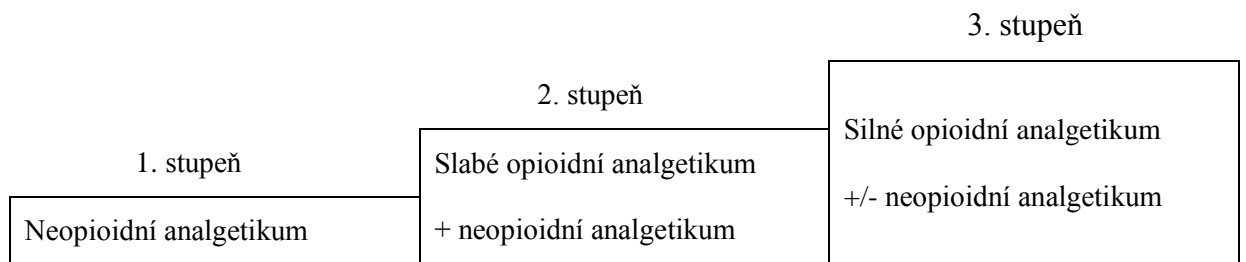 3. stupeň
2. stupeň
1. stupeň
Silné opioidní analgetikum
+/- neopioidní analgetikum
Slabé opioidní analgetikum
+ neopioidní analgetikum
Neopioidní analgetikum